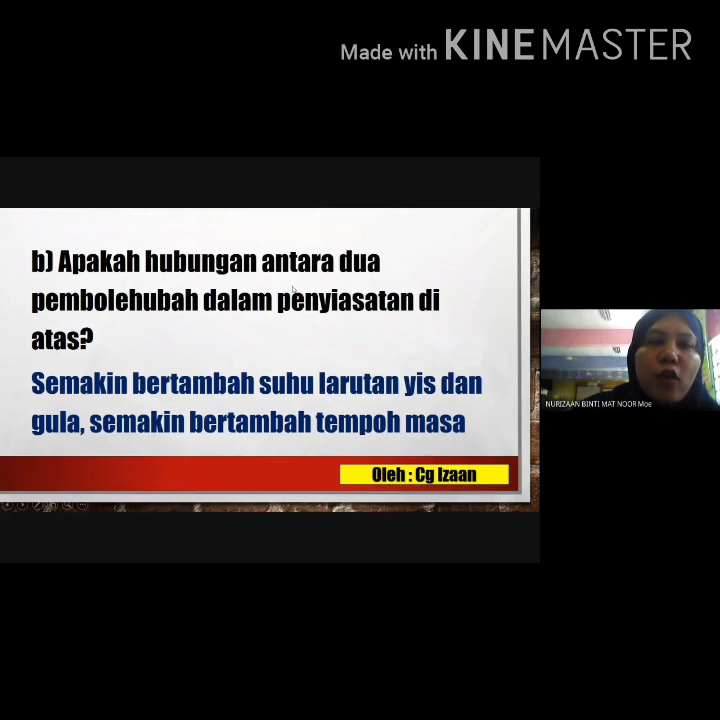 Made with KINEMASTER
b) Apakah hubungan antara dua
pembolehubah dalam penyiasatan di
atas?
Semakin bertambah suhu larutan yis dan
gula, semakin bertambah tempoh masa
Oleh : Cg Izaan
NURIZAAN BINTI MAT NOOR Moe